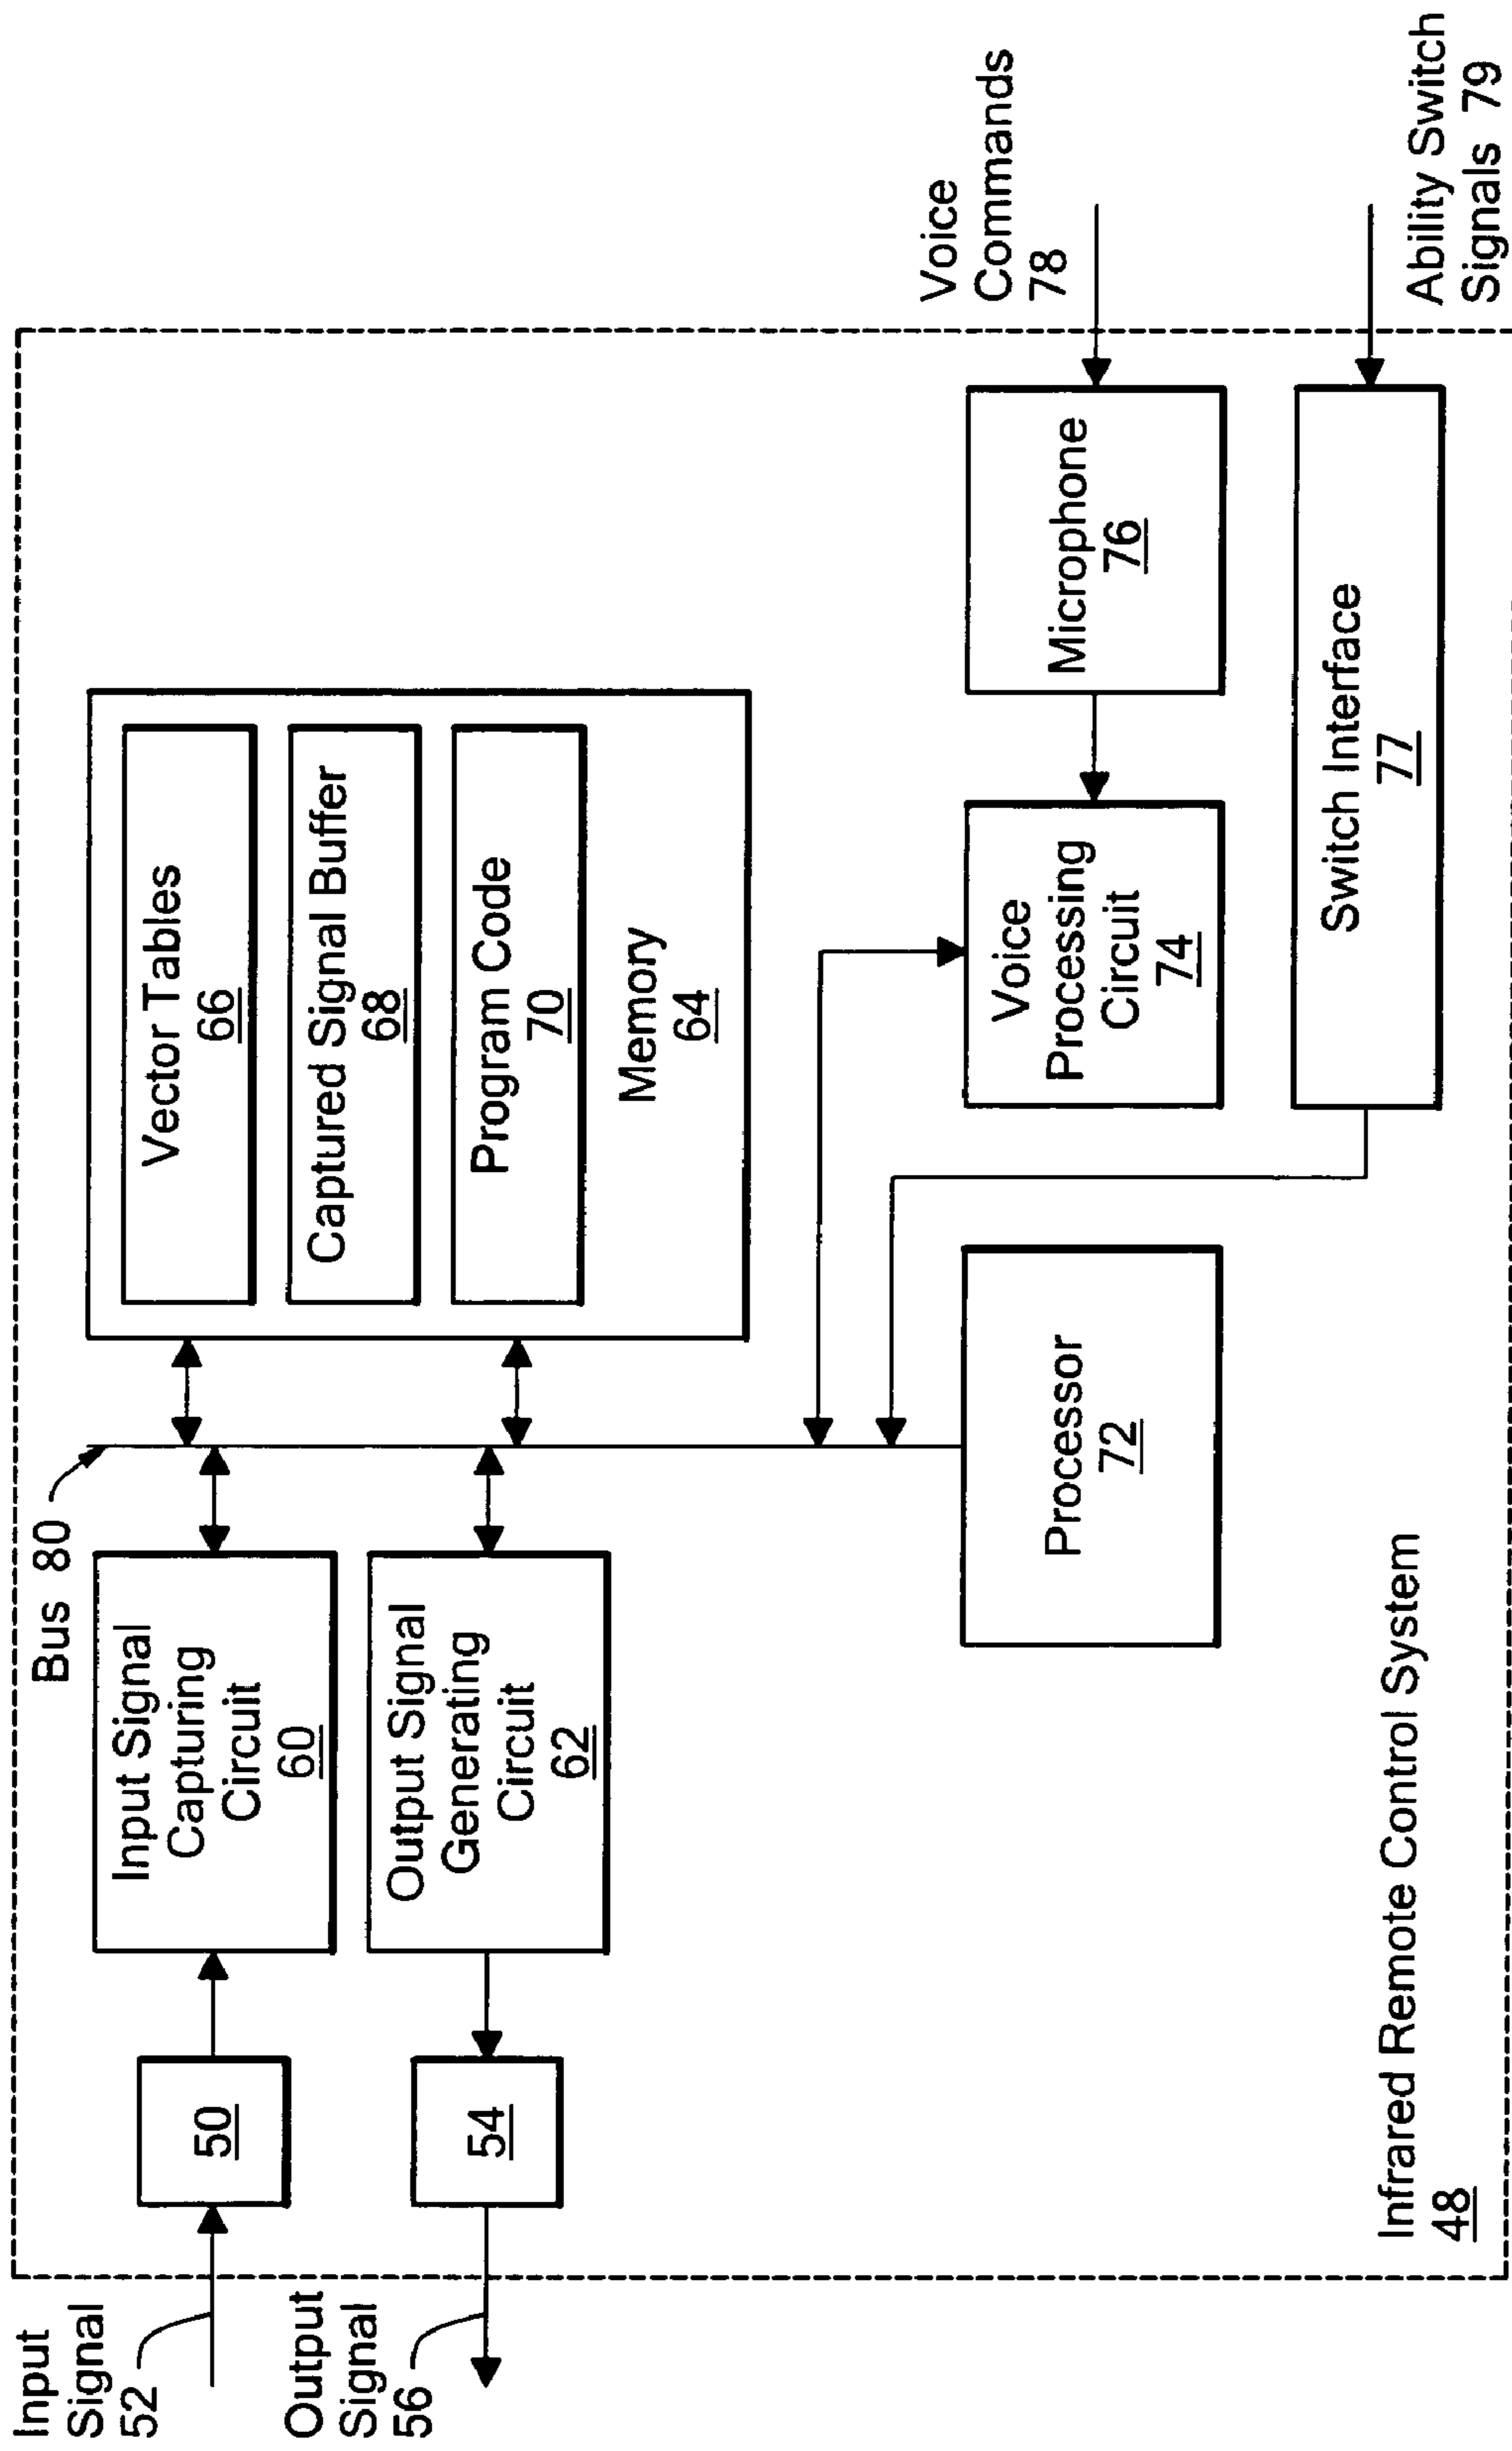 Input
Signal
52
Output
Signal
56
Bus 80
50
54
Input Signal
Capturing
Circuit
60
Output Signal
Generating
Circuit
62
Vector Tables
66
Captured Signal Buffer
68
Program Code
70
Memory
64
Processor
72
Voice
Processing
Circuit
74
Microphone
76
Voice
Commands
78
Switch Interface
77
Ability Switch
Signals 79
Infrared Remote Control System
48